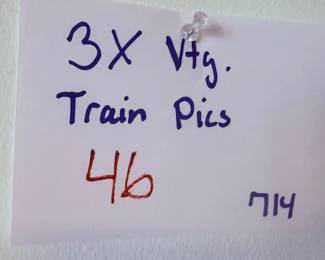 3X Vtg.
Train Pics
46
714